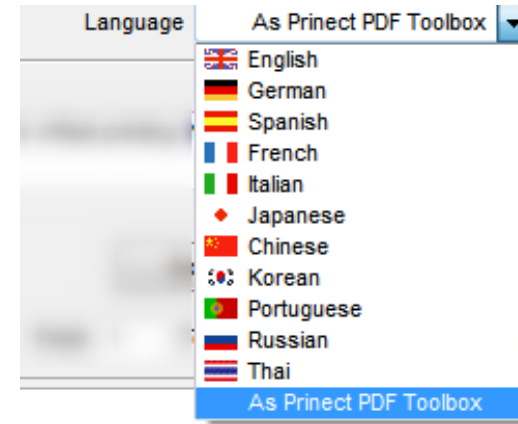 Language As Prinect PDF Toolbox
English
German
Spanish
French
Italian
Japanese
Chinese
Korean
Portuguese
Russian
Thai
As Prinect PDF Toolbox